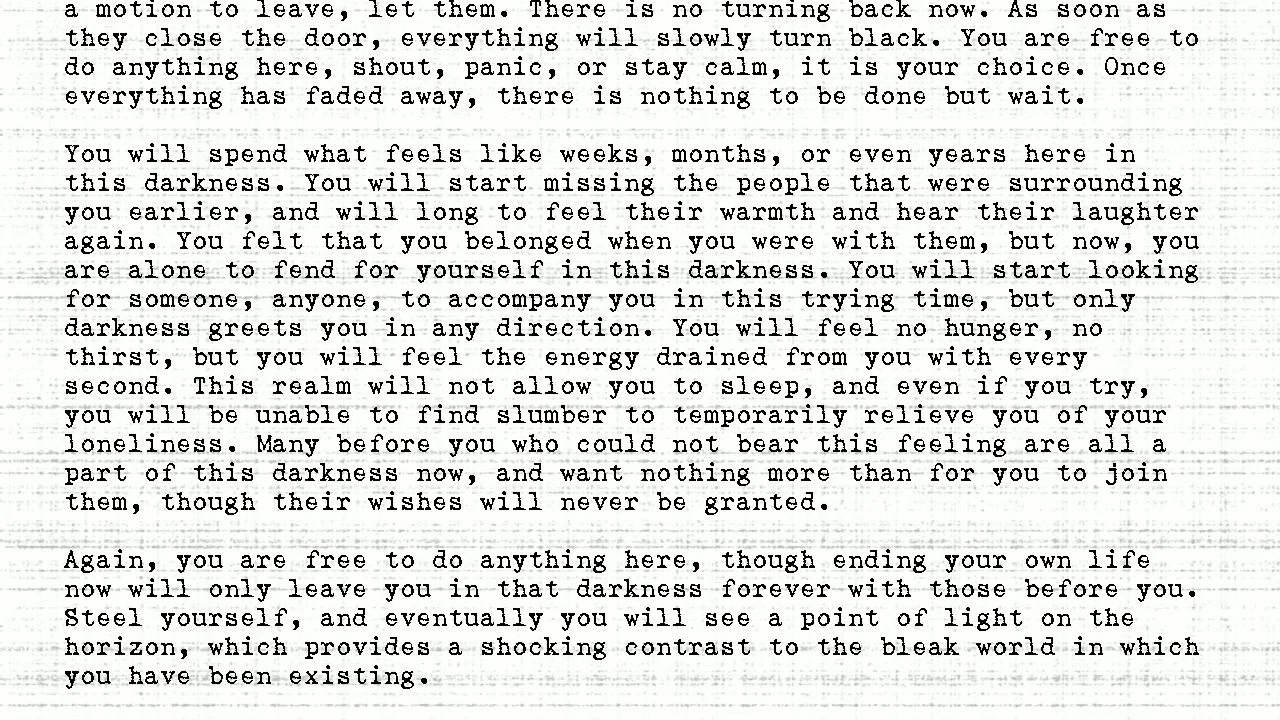 a motion to leave, let them. There is no turning back now. As soon as
they close the door, everything will slowly turn black. You are free to
do anything here, shout, panic, or stay calm, it is your choice. Once
everything has faded away, there is nothing to be done but wait.
You will spend what feels like weeks, months, or even years here in
this darkness. You will start missing the people that were surrounding
you earlier, and will long to feel their warmth and hear their laughter
again. You felt that you belonged when you were with them, but now, you
are alone to fend for yourself in this darkness. You will start looking
for someone, anyone, to accompany you in this trying time, but only
darkness greets you in any direction. You will feel no hunger, no
thirst, but you will feel the energy drained from you with every
second. This realm will not allow you to sleep, and even if you try,
you will be unable to find slumber to temporarily relieve you of your
loneliness. Many before you who could not bear this feeling are all a
part of this darkness now, and want nothing more than for you to join
them, though their wishes will never be granted.
Again, you are free to do anything here, though ending your own life
now will only leave you in that darkness forever with those before you.
Steel yourself, and eventually you will see a point of light on the
horizon, which provides a shocking contrast to the bleak world in which
you have been existing.